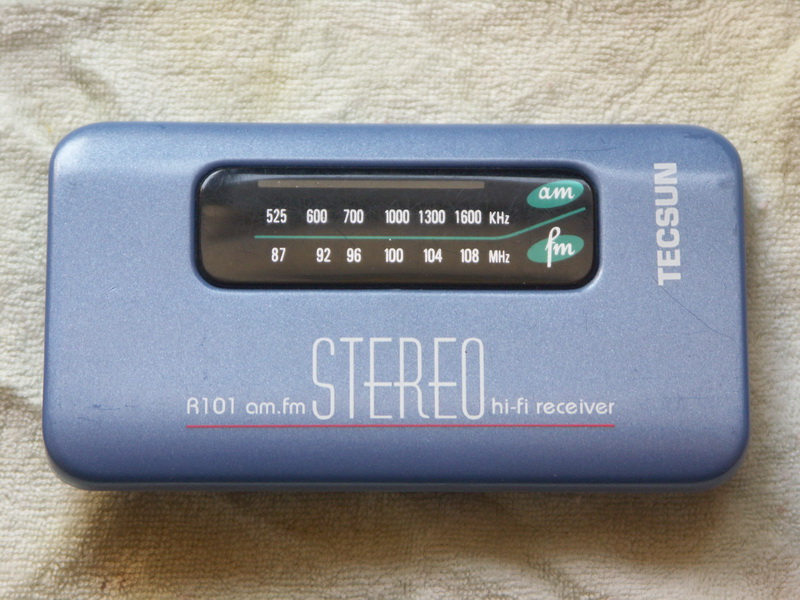 525 600 700 1000 1300 1600 KHz am
87 92 96 100 104 108 MHz fm
TECSUN
R101 am.fm STEREO hi-fi receiver